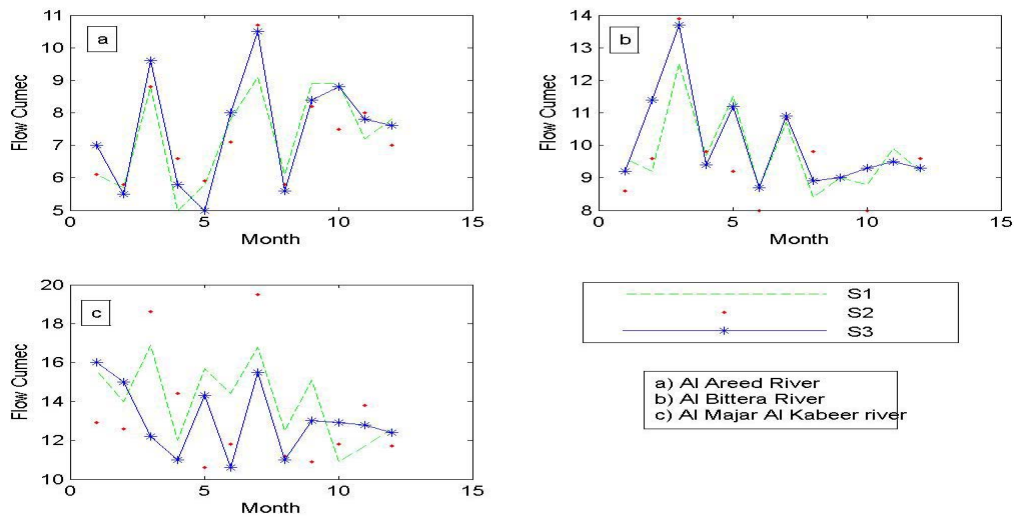 a
Flow Cumec
11
10
9
8
7
6
5
0
5
10
15
Month
b
Flow Cumec
14
13
12
11
10
9
8
0
5
10
15
Month
c
Flow Cumec
20
18
16
14
12
10
0
5
10
15
Month
S1
S2
S3
a) Al Areed River
b) Al Bittera River
c) Al Majar Al Kabeer river